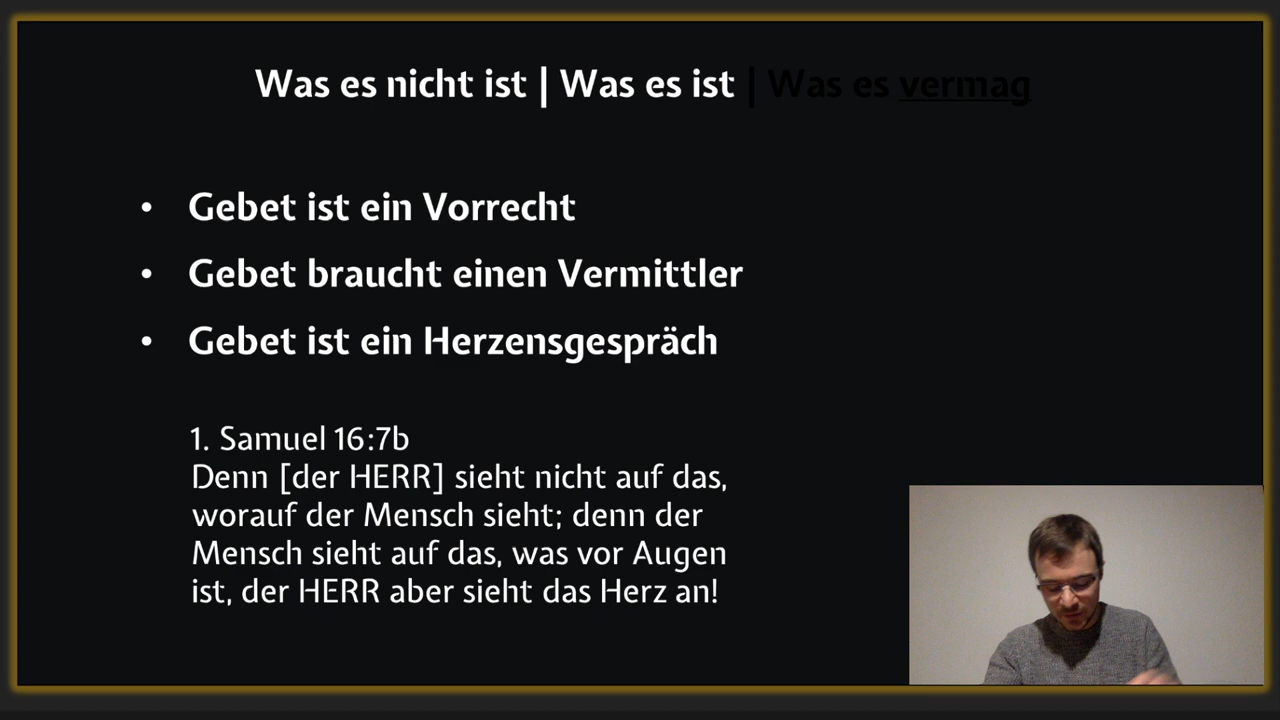 Was es nicht ist | Was es ist | Was es vermag
• Gebet ist ein Vorrecht
• Gebet braucht einen Vermittler
• Gebet ist ein Herzensgespräch
1. Samuel 16:7b
Denn [der HERR] sieht nicht auf das,
worauf der Mensch sieht; denn der
Mensch sieht auf das, was vor Augen
ist, der HERR aber sieht das Herz an!